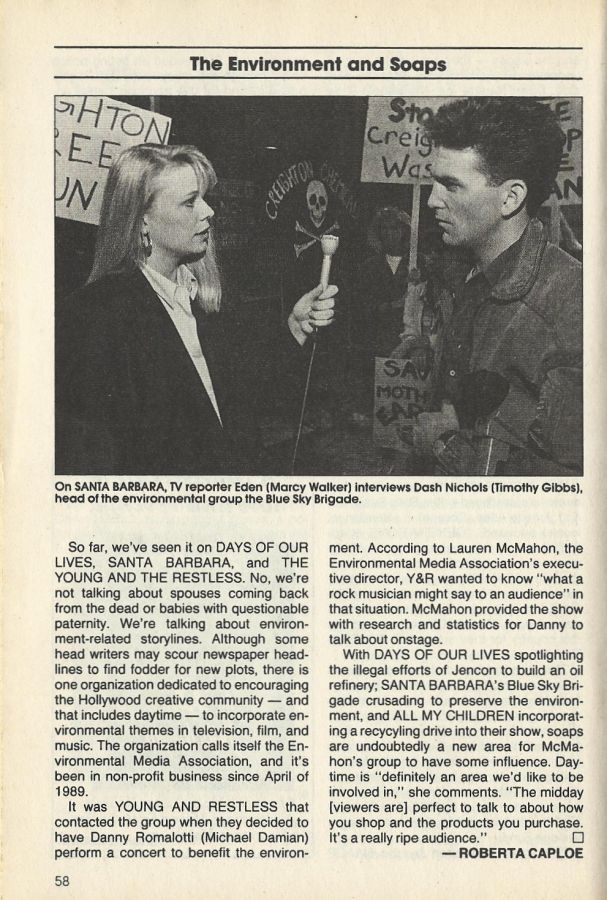 The Environment and Soaps
GHTON
REE
UN
CREIGHTON CHEMICAL
Sto
Creig
Was
E
OP
E
AN
SAV
MOTH
EAR
On SANTA BARBARA, TV reporter Eden (Marcy Walker) interviews Dash Nichols (Timothy Gibbs),
head of the environmental group the Blue Sky Brigade.
So far, we've seen it on DAYS OF OUR
LIVES, SANTA BARBARA, and THE
YOUNG AND THE RESTLESS. No, we're
not talking about spouses coming back
from the dead or babies with questionable
paternity. We're talking about environ-
ment-related storylines. Although some
head writers may scour newspaper head-
lines to find fodder for new plots, there is
one organization dedicated to encouraging
the Hollywood creative community — and
that includes daytime — to incorporate en-
vironmental themes in television, film, and
music. The organization calls itself the En-
vironmental Media Association, and it's
been in non-profit business since April of
1989.
It was YOUNG AND RESTLESS that
contacted the group when they decided to
have Danny Romalotti (Michael Damian)
perform a concert to benefit the environ-
ment. According to Lauren McMahon, the
Environmental Media Association's execu-
tive director, Y&R wanted to know "what a
rock musician might say to an audience" in
that situation. McMahon provided the show
with research and statistics for Danny to
talk about onstage.
With DAYS OF OUR LIVES spotlighting
the illegal efforts of Jencon to build an oil
refinery; SANTA BARBARA's Blue Sky Bri-
gade crusading to preserve the environ-
ment, and ALL MY CHILDREN incorporat-
ing a recycyling drive into their show, soaps
are undoubtedly a new area for McMa-
hon's group to have some influence. Day-
time is "definitely an area we'd like to be
involved in," she comments. "The midday
[viewers are] perfect to talk to about how
you shop and the products you purchase.
It's a really ripe audience." □
— ROBERTA CAPLOE
58